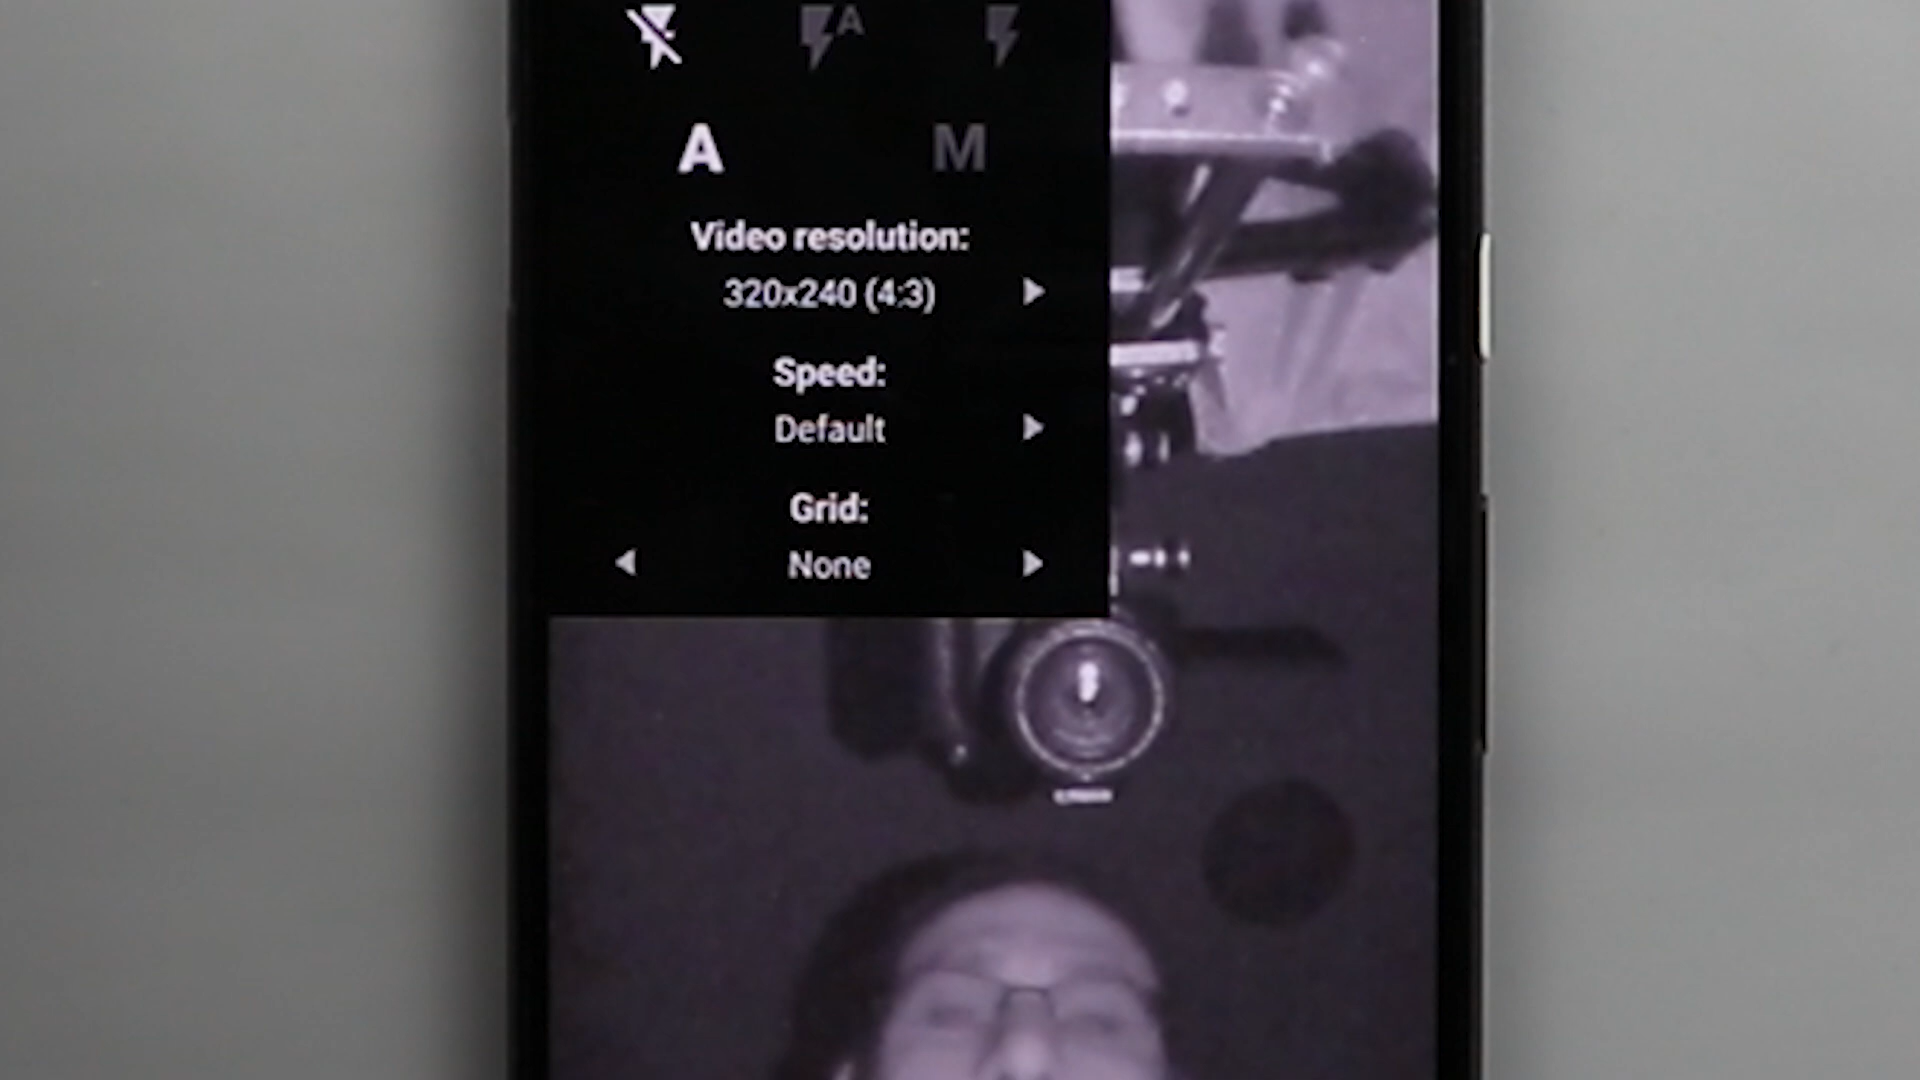 A
A M
Video resolution:
320x240 (4:3)
Speed:
Default
Grid:
None